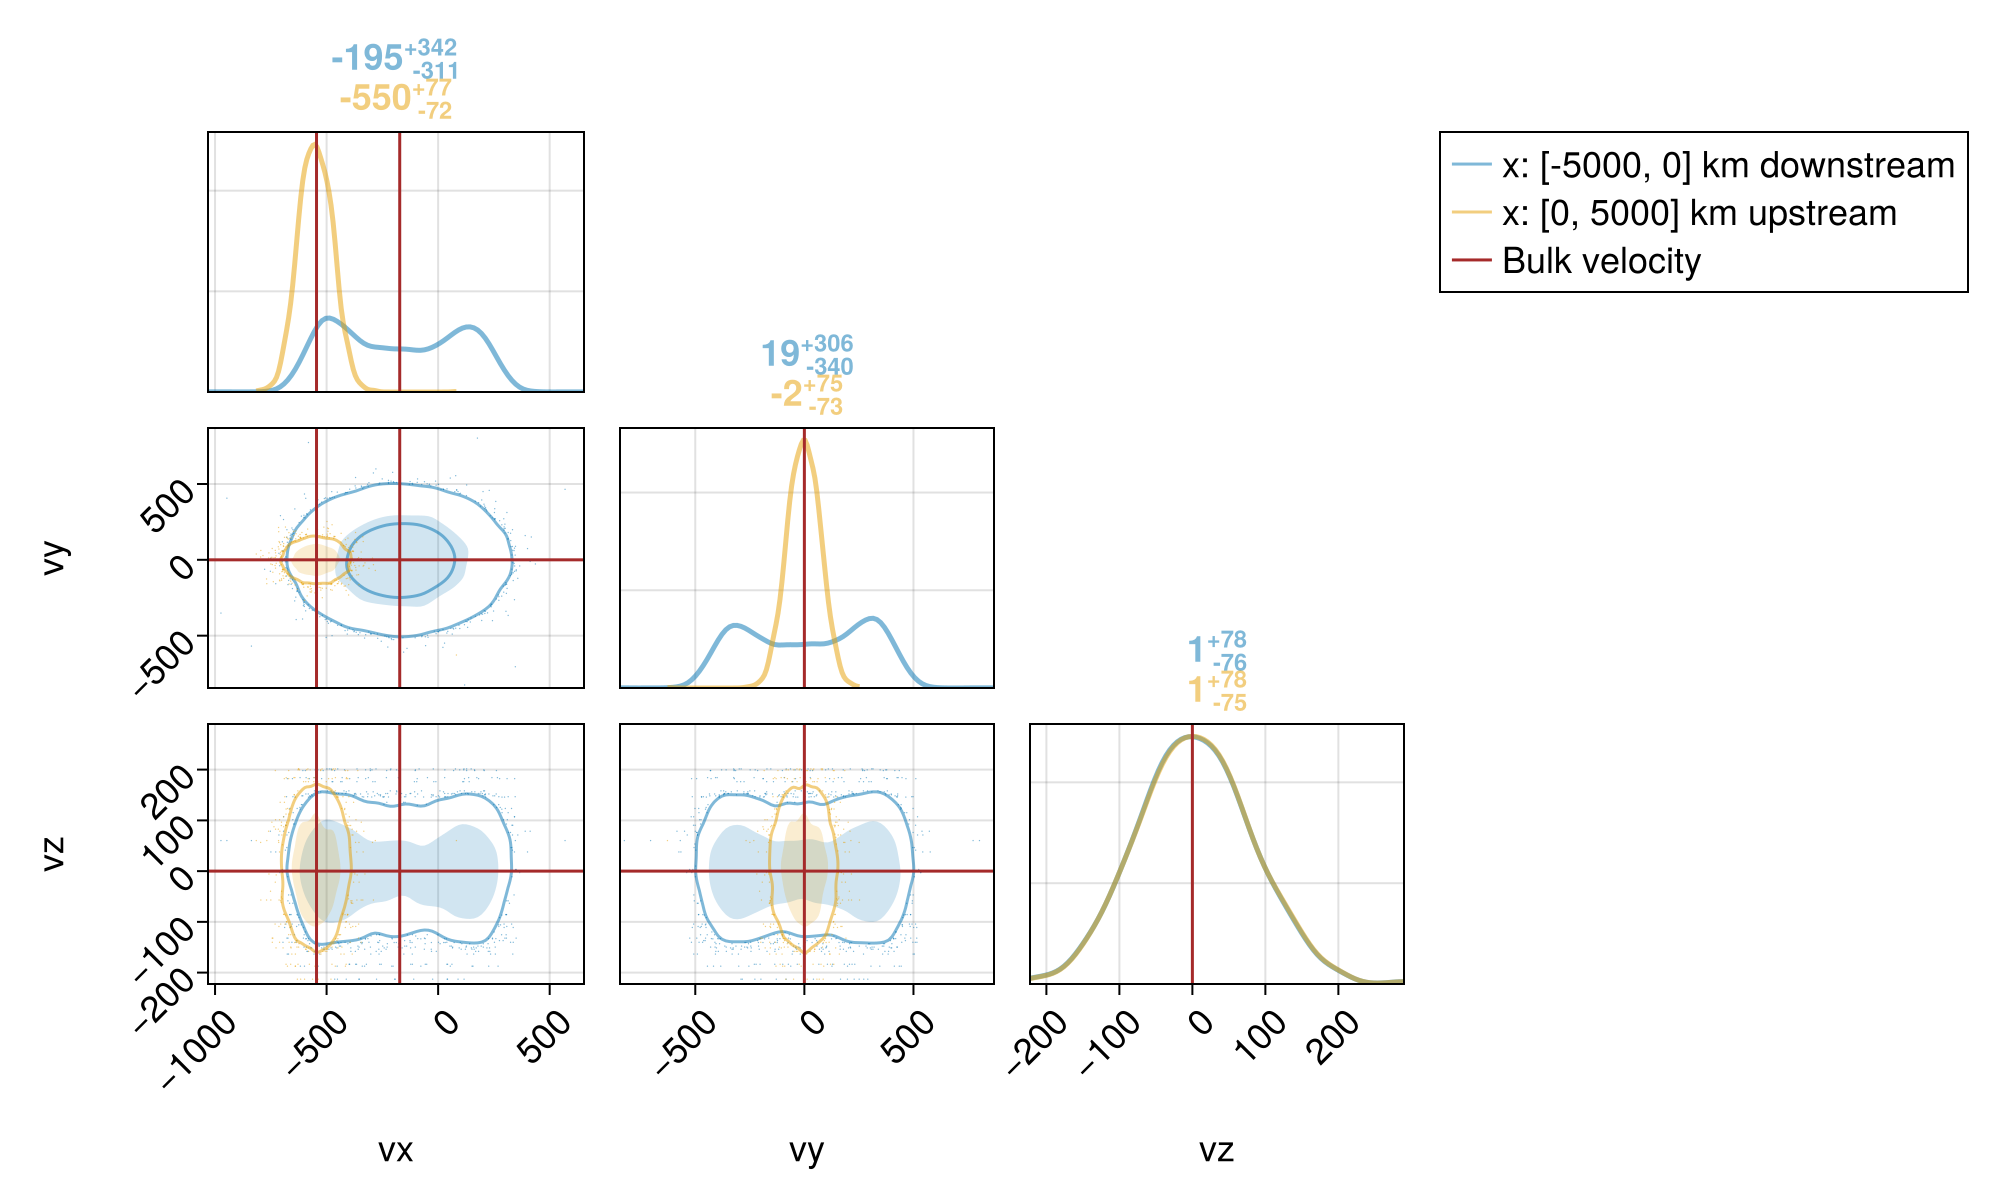 -195 +342 -311
-550 +77 -72
x: [-5000, 0] km downstream
x: [0, 5000] km upstream
Bulk velocity
19 +306 -340
-2 +75 -73
vy
500
0
−500
1 +78 -76
1 +78 -75
vz
200
100
0
−100
−200
−1000
−500
0
500
−500
0
500
−200
−100
0
100
200
vx
vy
vz